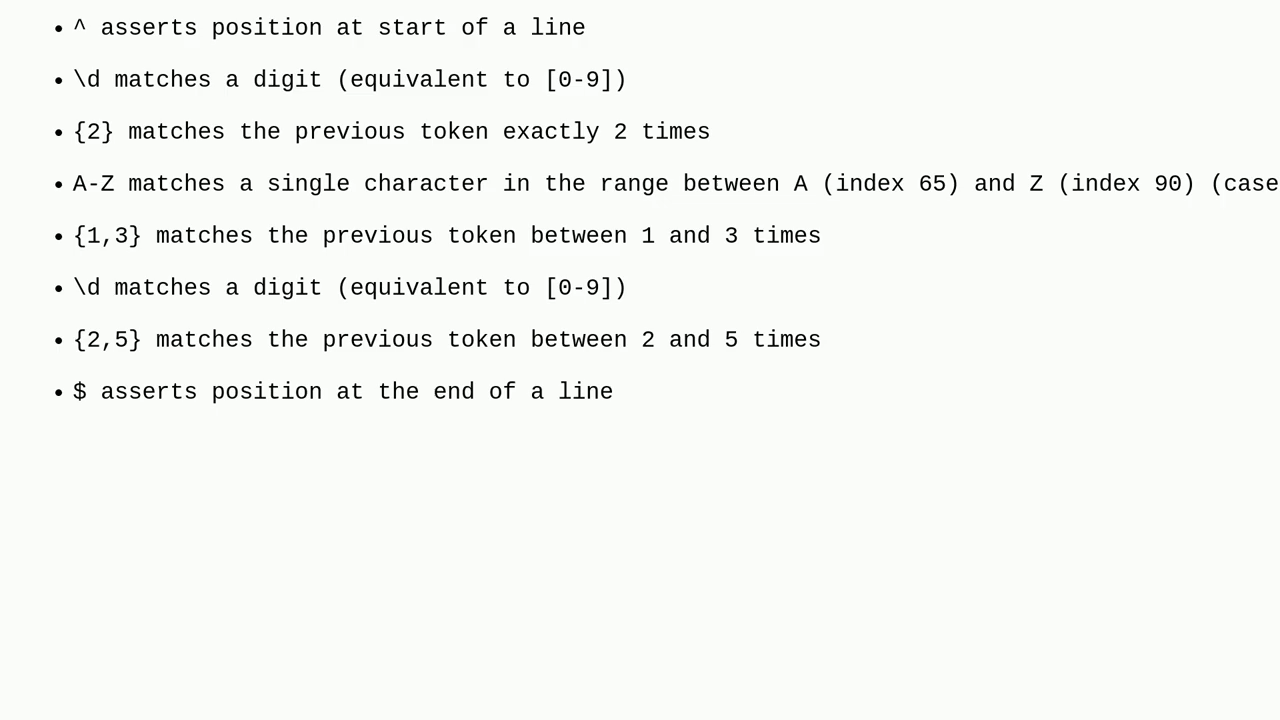 • ^ asserts position at start of a line
• \d matches a digit (equivalent to [0-9])
• {2} matches the previous token exactly 2 times
• A-Z matches a single character in the range between A (index 65) and Z (index 90) (case
• {1,3} matches the previous token between 1 and 3 times
• \d matches a digit (equivalent to [0-9])
• {2,5} matches the previous token between 2 and 5 times
• $ asserts position at the end of a line